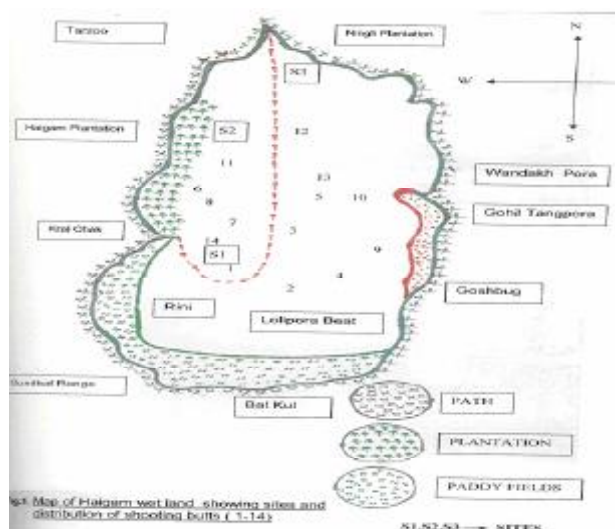 Tarzoo
Ningli Plantation
N
W
S
S3
Haigam Plantation
S2
12
11
Wandakh Pora
13
6
5
10
8
Gohil Tangpora
7
3
Kral Chak
14
9
S1
1
4
2
Goshbug
Rini
Lolipora Beat
Bal Kul
PATH
PLANTATION
PADDY FIELDS
Map of Haigam wet land showing sites and
distribution of shooting butts ( 1-14)
S1,S2,S3 → SITES